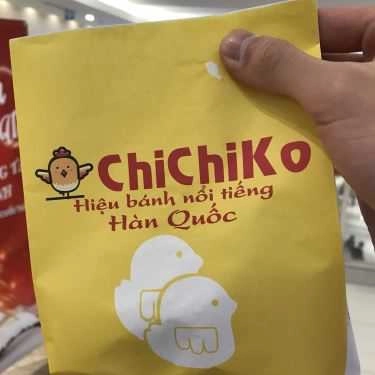 ChiChiKo
Hiệu bánh nổi tiếng
Hàn Quốc